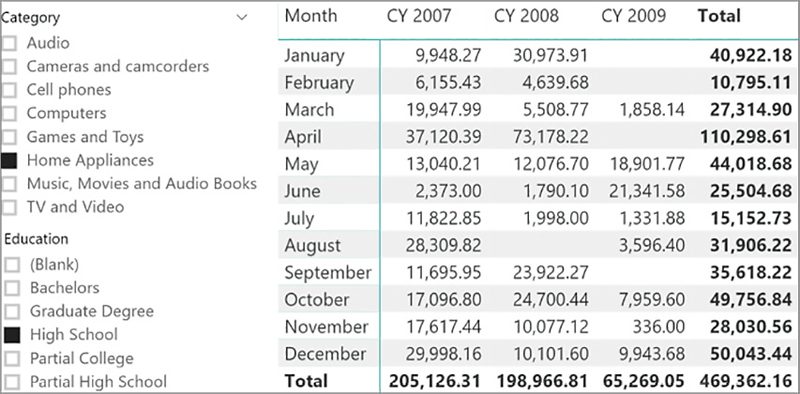 Category
Audio
Cameras and camcorders
Cell phones
Computers
Games and Toys
Home Appliances
Music, Movies and Audio Books
TV and Video
Education
(Blank)
Bachelors
Graduate Degree
High School
Partial College
Partial High School
Month CY 2007 CY 2008 CY 2009 Total
January 9,948.27 30,973.91 40,922.18
February 6,155.43 4,639.68 10,795.11
March 19,947.99 5,508.77 1,858.14 27,314.90
April 37,120.39 73,178.22 110,298.61
May 13,040.21 12,076.70 18,901.77 44,018.68
June 2,373.00 1,790.10 21,341.58 25,504.68
July 11,822.85 1,998.00 1,331.88 15,152.73
August 28,309.82 3,596.40 31,906.22
September 11,695.95 23,922.27 35,618.22
October 17,096.80 24,700.44 7,959.60 49,756.84
November 17,617.44 10,077.12 336.00 28,030.56
December 29,998.16 10,101.60 9,943.68 50,043.44
Total 205,126.31 198,966.81 65,269.05 469,362.16